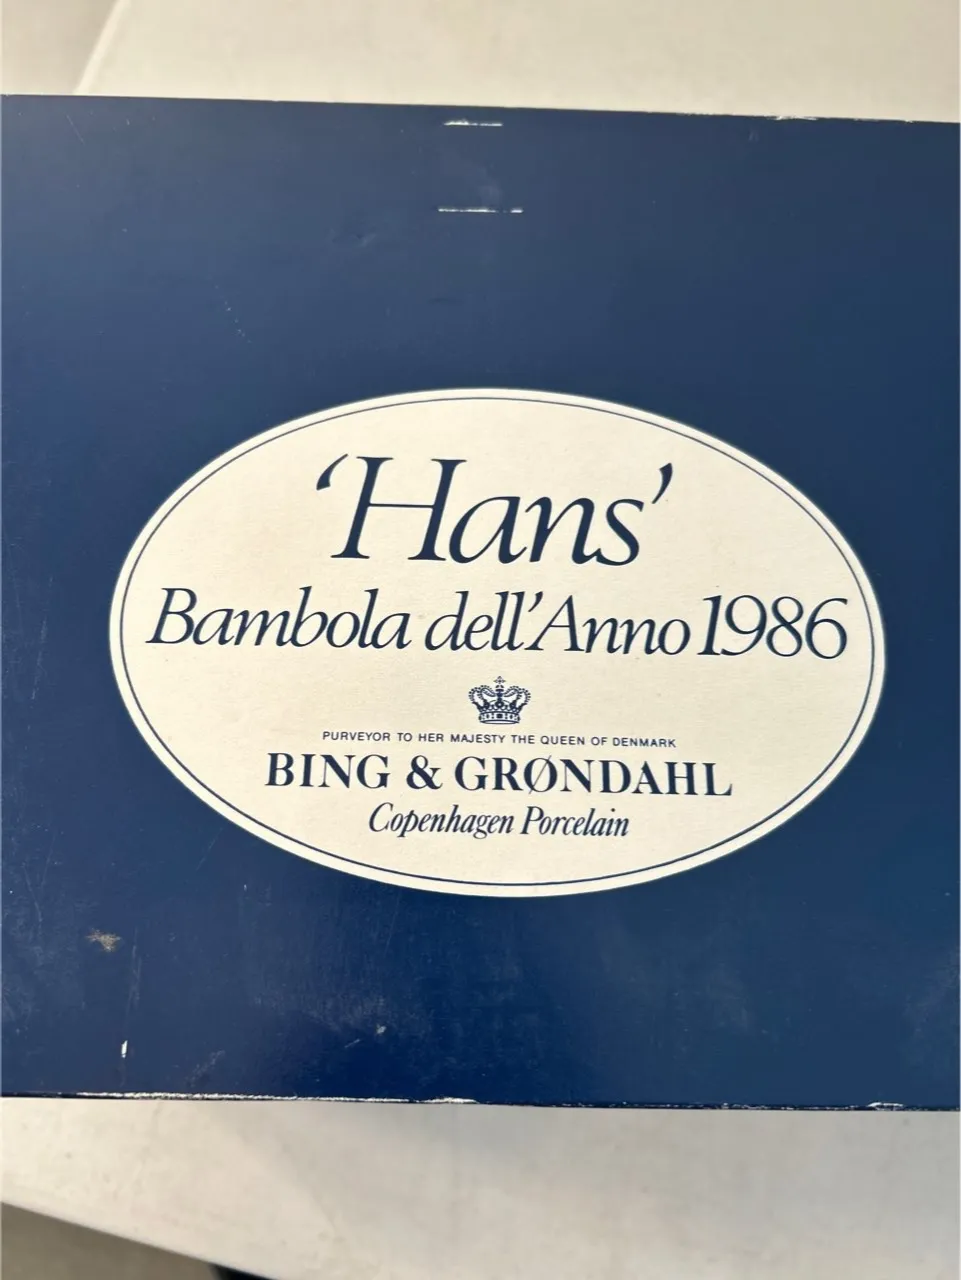 ‘Hans’
Bambola dell’Anno 1986
PURVEYOR TO HER MAJESTY THE QUEEN OF DENMARK
BING & GRØNDAHL
Copenhagen Porcelain